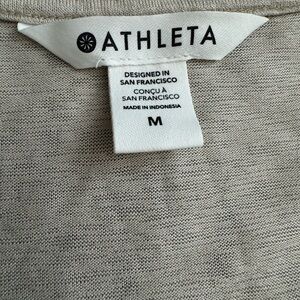 ATHLETA
DESIGNED IN
SAN FRANCISCO
CONÇU À
SAN FRANCISCO
MADE IN INDONESIA
M